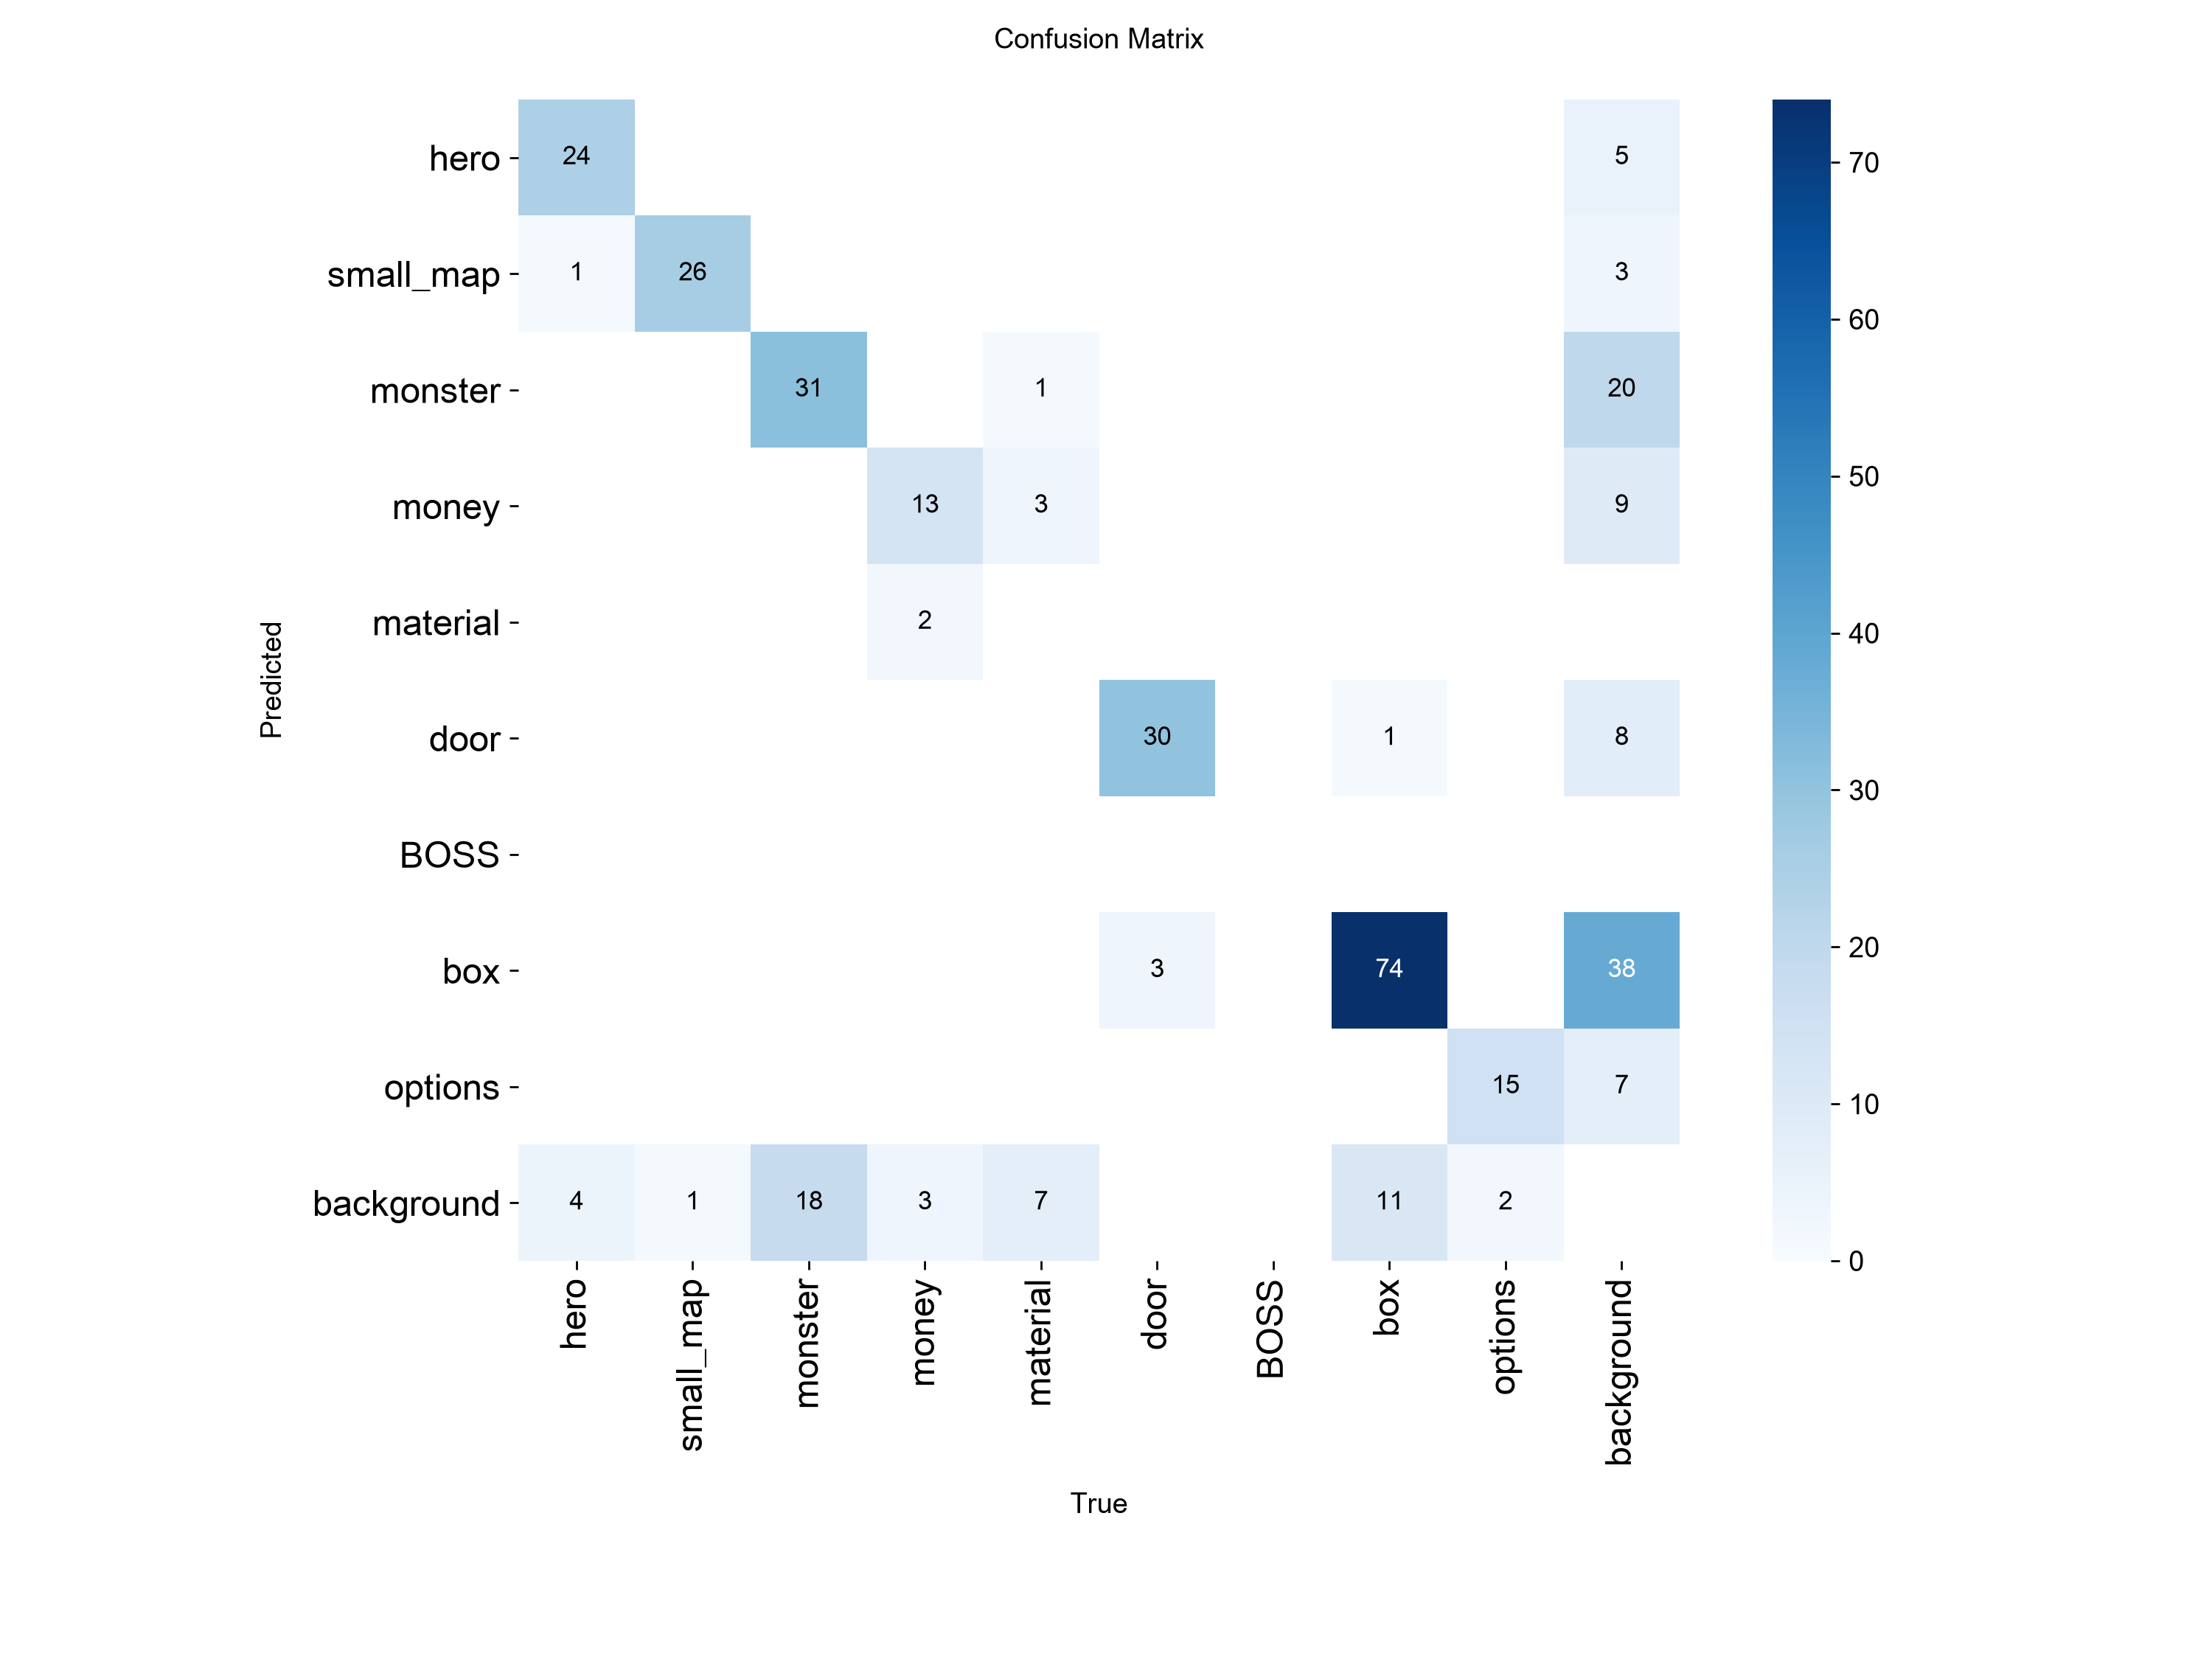 Confusion Matrix
hero 24 5
small_map 1 26 3
monster 31 1 20
money 13 3 9
material 2
door 30 1 8
BOSS
box 3 74 38
options 15 7
background 4 1 18 3 7 11 2
Predicted
hero small_map monster money material door BOSS box options background
True
70
60
50
40
30
20
10
0